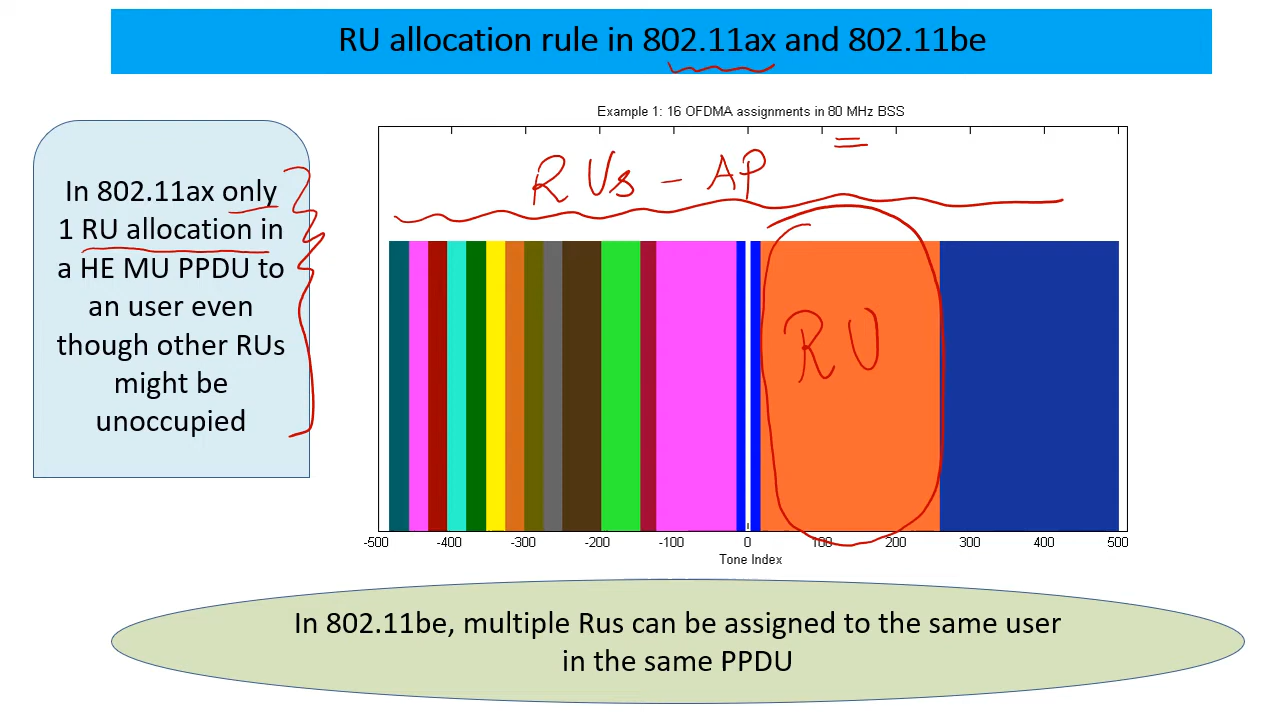 RU allocation rule in 802.11ax and 802.11be
In 802.11ax only
1 RU allocation in
a HE MU PPDU to
an user even
though other RUs
might be
unoccupied
Example 1: 16 OFDMA assignments in 80 MHz BSS
RUs - AP
RU
-500 -400 -300 -200 -100 0 100 200 300 400 500
Tone Index
In 802.11be, multiple Rus can be assigned to the same user
in the same PPDU